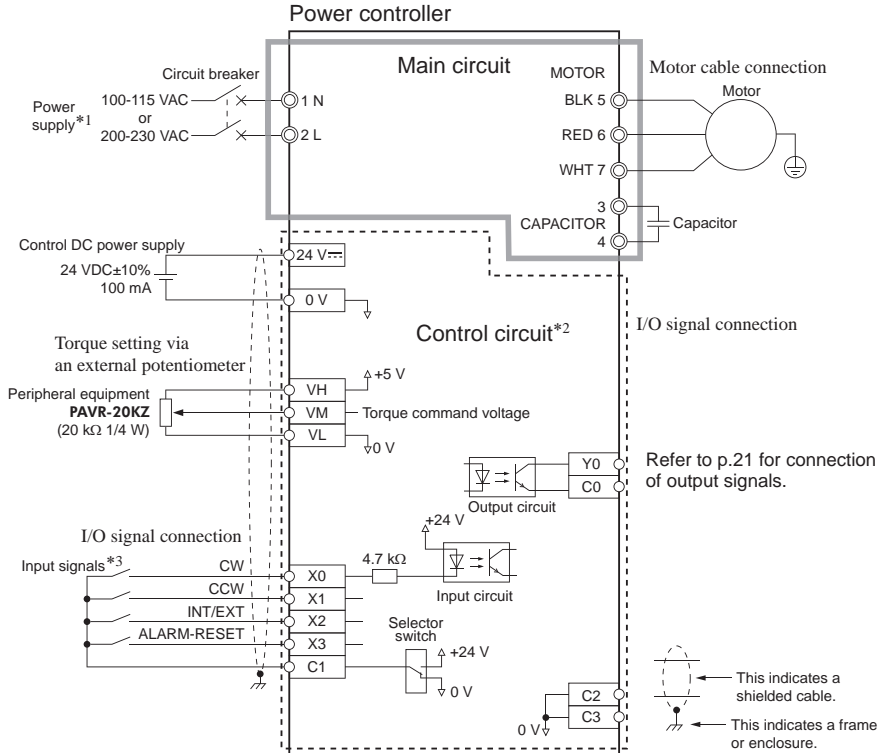 Power controller
Main circuit
Circuit breaker
Power
supply*1
100-115 VAC
or
200-230 VAC
1 N
2 L
MOTOR
BLK 5
RED 6
WHT 7
3
CAPACITOR
4
Motor cable connection
Motor
Capacitor
Control DC power supply
24 VDC±10%
100 mA
24 V
0 V
Control circuit*2
I/O signal connection
Torque setting via
an external potentiometer
Peripheral equipment
PAVR-20KZ
(20 kΩ 1/4 W)
VH
+5 V
VM
Torque command voltage
VL
0 V
Y0
C0
Output circuit
Refer to p.21 for connection
of output signals.
I/O signal connection
Input signals*3
CW
CCW
INT/EXT
ALARM-RESET
X0
X1
X2
X3
C1
4.7 kΩ
+24 V
Input circuit
Selector
switch
+24 V
0 V
C2
C3
0 V
This indicates a
shielded cable.
This indicates a frame
or enclosure.